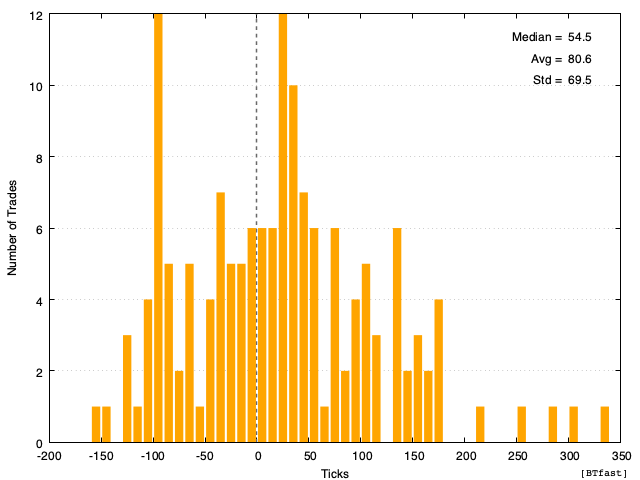 Median = 54.5
Avg = 80.6
Std = 69.5
Number of Trades
12
10
8
6
4
2
0
-200 -150 -100 -50 0 50 100 150 200 250 300 350
Ticks
[BTfast]